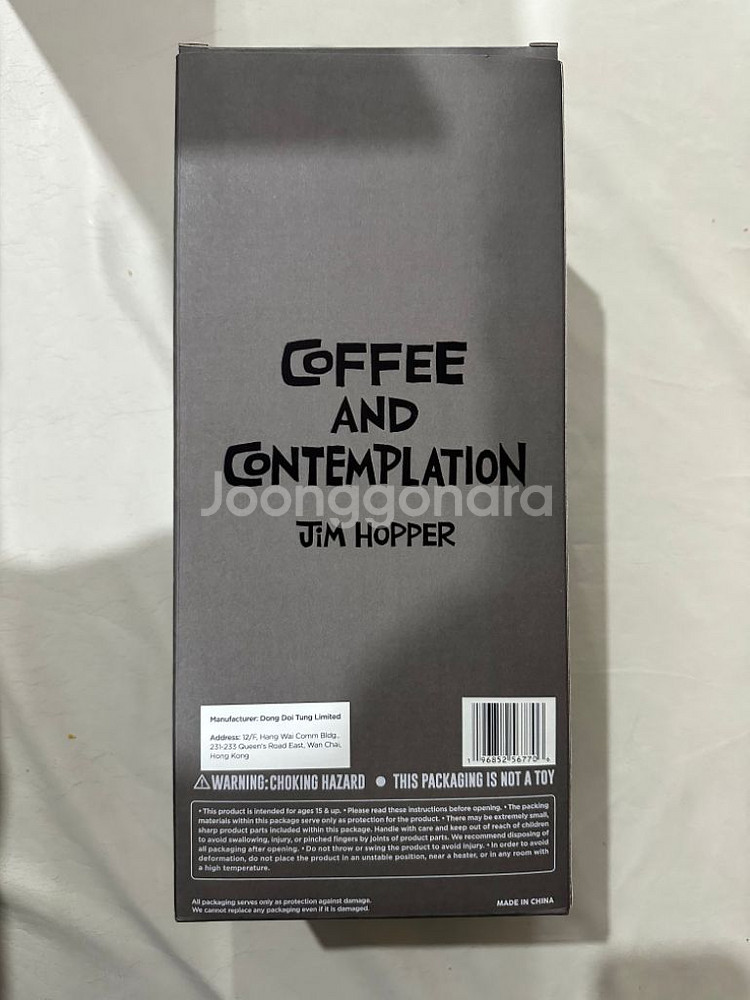 COFFEE
AND
CONTEMPLATION
Joonggonara
JIM HOPPER
Manufacturer: Dong Doi Tung Limited
Address: 12/F, Hang Wai Comm Bldg.,
231-233 Queen's Road East, Wan Chai,
Hong Kong
1 96852 56770 6
WARNING: CHOKING HAZARD • THIS PACKAGING IS NOT A TOY
• This product is intended for ages 15 & up. • Please read these instructions before opening. • The packing
materials within this package serve only as protection for the product. • There may be extremely small,
sharp product parts included within this package. Handle with care and keep out of reach of children
to avoid swallowing, injury, or pinched fingers by joints of product parts. We recommend disposing of
all packaging after opening. • Do not throw or swing the product to avoid injury. • In order to avoid
deformation, do not place the product in an unstable position, near a heater, or in any room with
a high temperature.
All packaging serves only as protection against damage.
We cannot replace any packaging even if it is damaged.
MADE IN CHINA